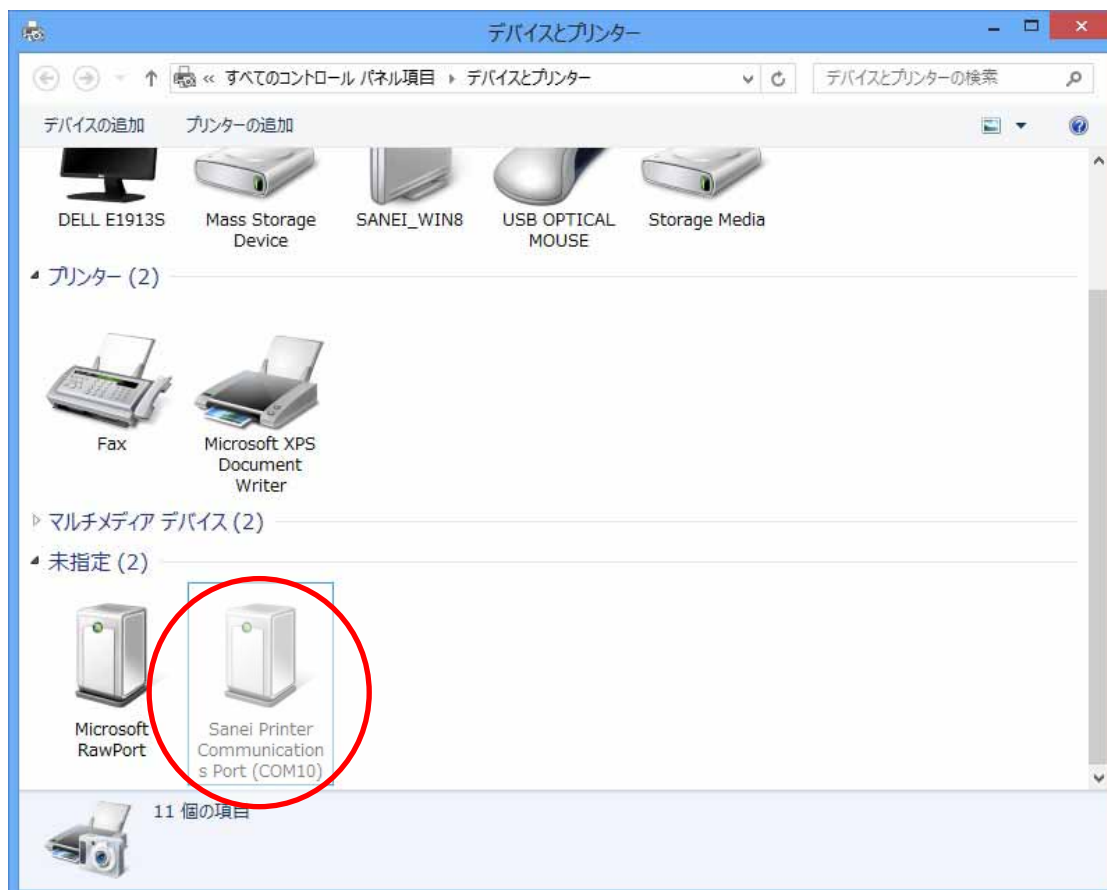 デバイスとプリンター
« すべてのコントロール パネル項目 ▸ デバイスとプリンター
デバイスとプリンターの検索
デバイスの追加 プリンターの追加
DELL E1913S
Mass Storage
Device
SANEI_WIN8
USB OPTICAL
MOUSE
Storage Media
プリンター (2)
Fax
Microsoft XPS
Document
Writer
マルチメディア デバイス (2)
未指定 (2)
Microsoft
RawPort
Sanei Printer
Communication
s Port (COM10)
11 個の項目